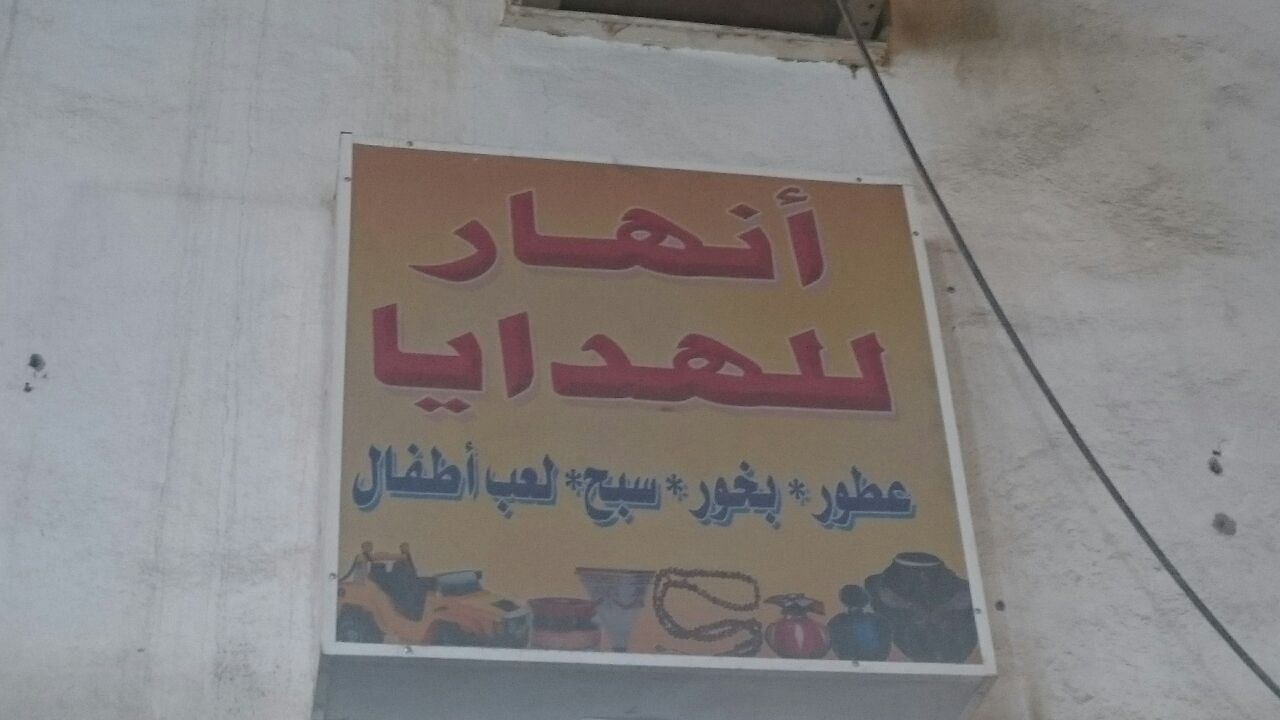 أنهار
للهدايا
عطور * بخور * سبح * لعب أطفال